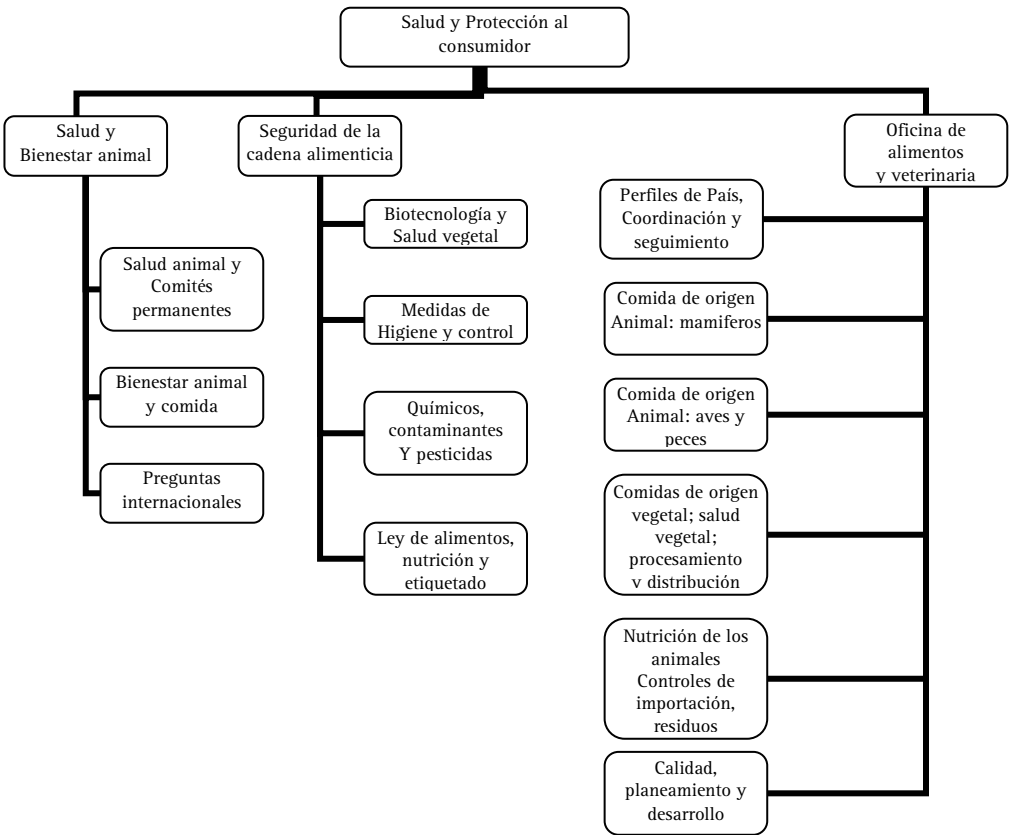 Salud y Protección al
consumidor
Salud y
Bienestar animal
Salud animal y
Comités
permanentes
Bienestar animal
y comida
Preguntas
internacionales
Seguridad de la
cadena alimenticia
Biotecnología y
Salud vegetal
Medidas de
Higiene y control
Químicos,
contaminantes
Y pesticidas
Ley de alimentos,
nutrición y
etiquetado
Oficina de
alimentos
y veterinaria
Perfiles de País,
Coordinación y
seguimiento
Comida de origen
Animal: mamiferos
Comida de origen
Animal: aves y
peces
Comidas de origen
vegetal; salud
vegetal;
procesamiento
y distribución
Nutrición de los
animales
Controles de
importación,
residuos
Calidad,
planeamiento y
desarrollo